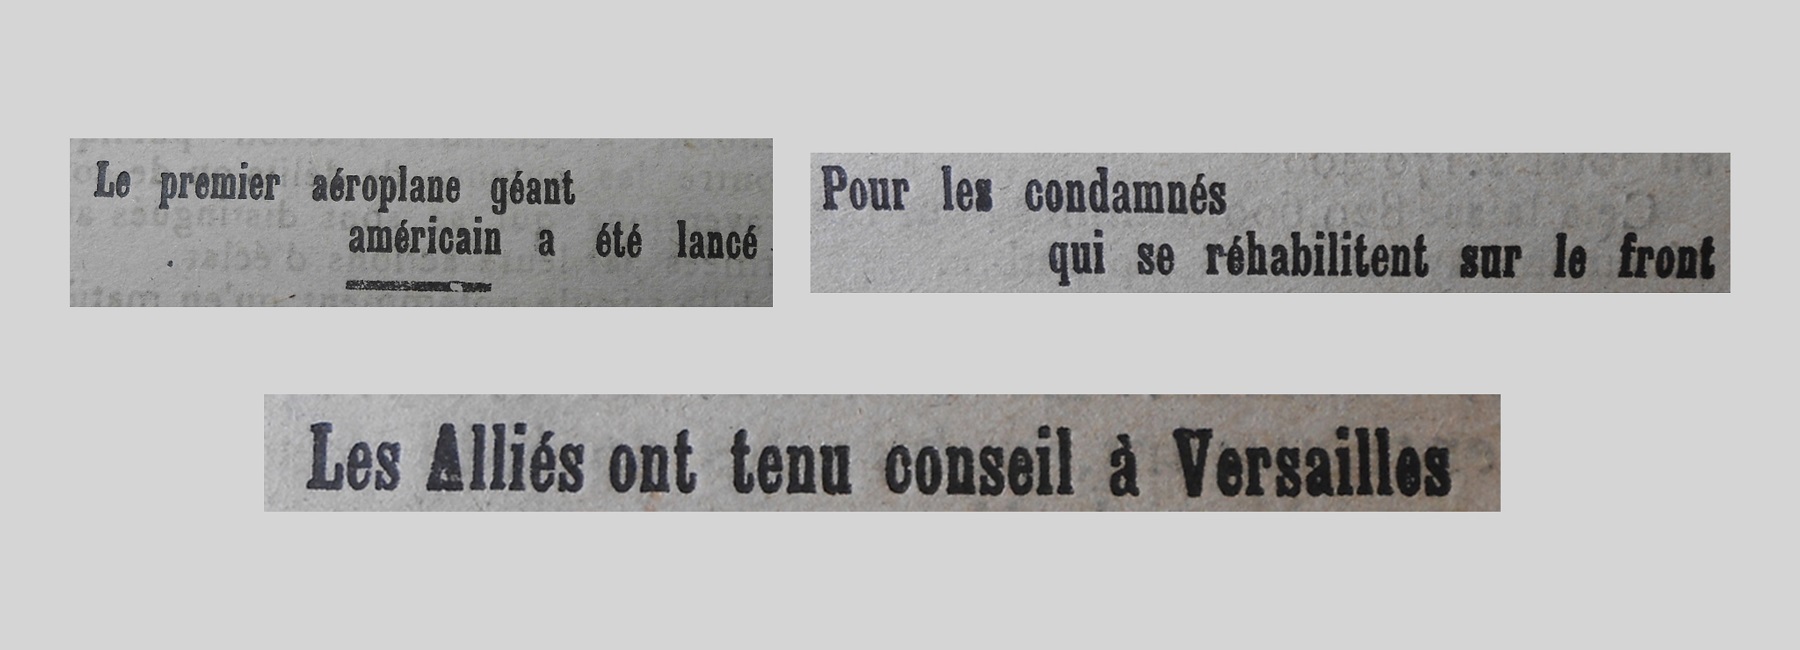 Le premier aéroplane géant
américain a été lancé
Pour les condamnés
qui se réhabilitent sur le front
Les Alliés ont tenu conseil à Versailles